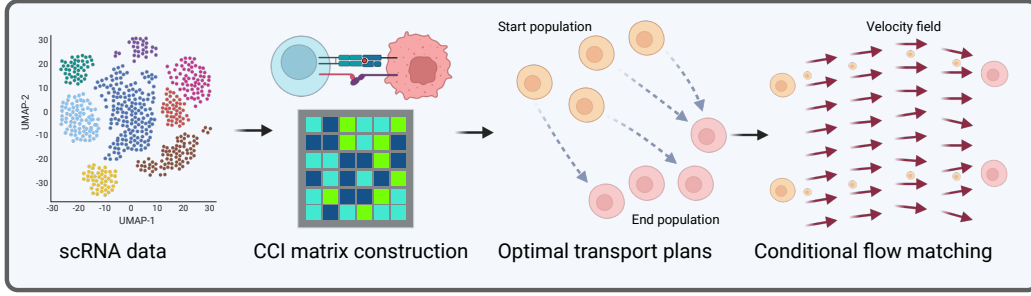 UMAP-2
30
20
10
0
-10
-20
-30
-30 -20 -10 0 10 20 30
UMAP-1
scRNA data
CCI matrix construction
Start population
End population
Optimal transport plans
Velocity field
Conditional flow matching